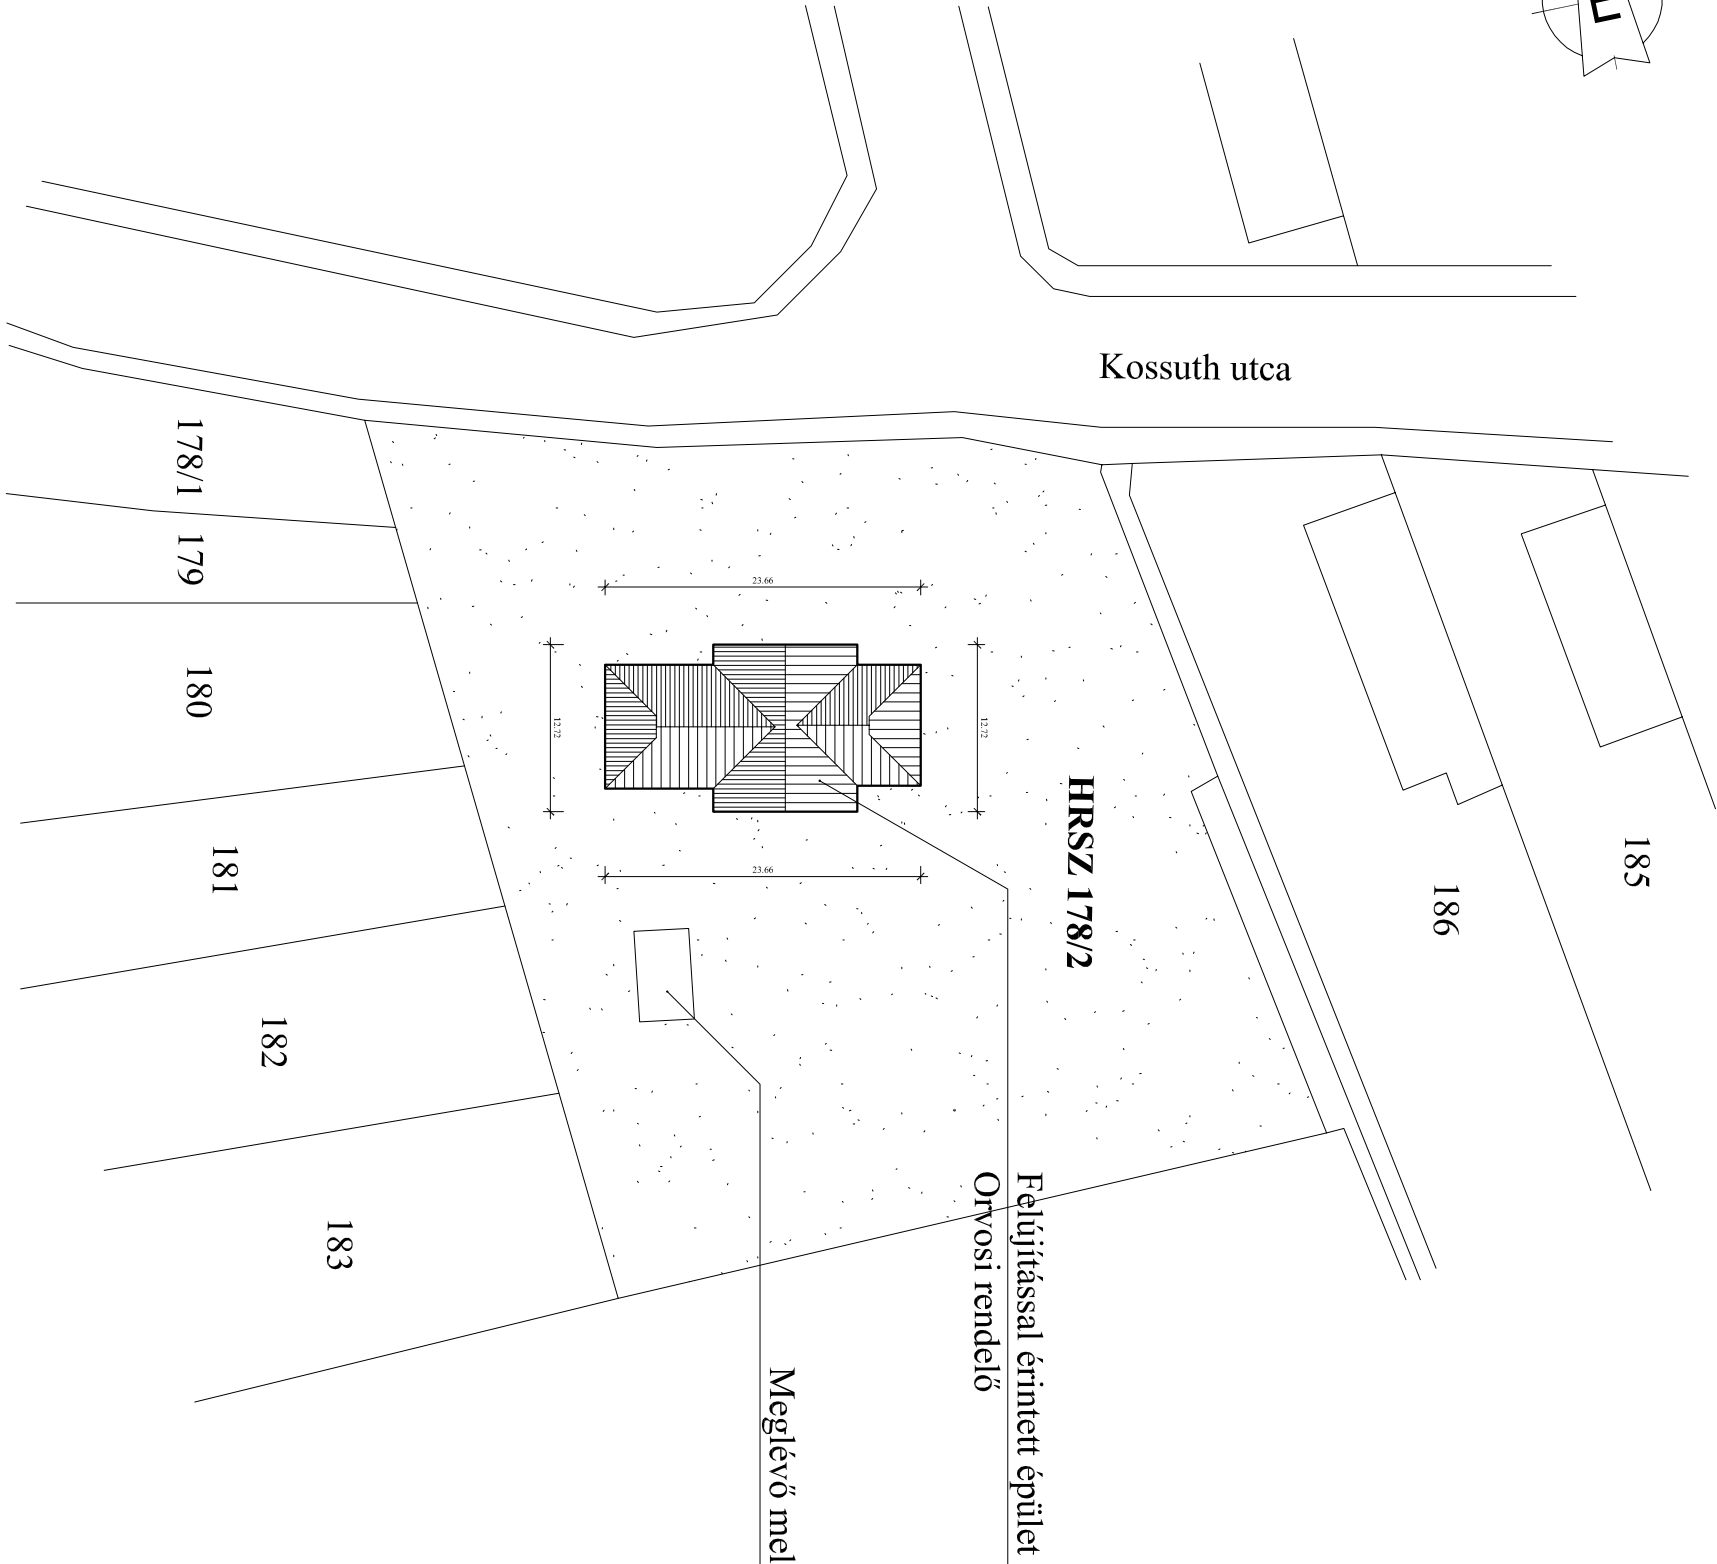 Kossuth utca
178/1
179
180
181
182
183
23.66
12.72
12.72
23.66
HRSZ 178/2
186
185
Felújítással érintett épület
Orvosi rendelő
Meglévő mel